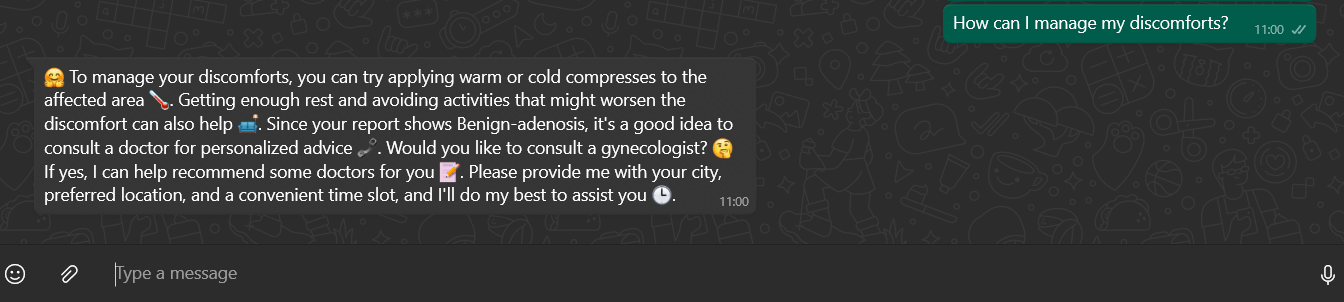 How can I manage my discomforts?
11:00
🤗 To manage your discomforts, you can try applying warm or cold compresses to the
affected area 🌡️. Getting enough rest and avoiding activities that might worsen the
discomfort can also help 🛋️. Since your report shows Benign-adenosis, it's a good idea to
consult a doctor for personalized advice 🩺. Would you like to consult a gynecologist? 🤔
If yes, I can help recommend some doctors for you 📝. Please provide me with your city,
preferred location, and a convenient time slot, and I'll do my best to assist you 🕒.
11:00
Type a message